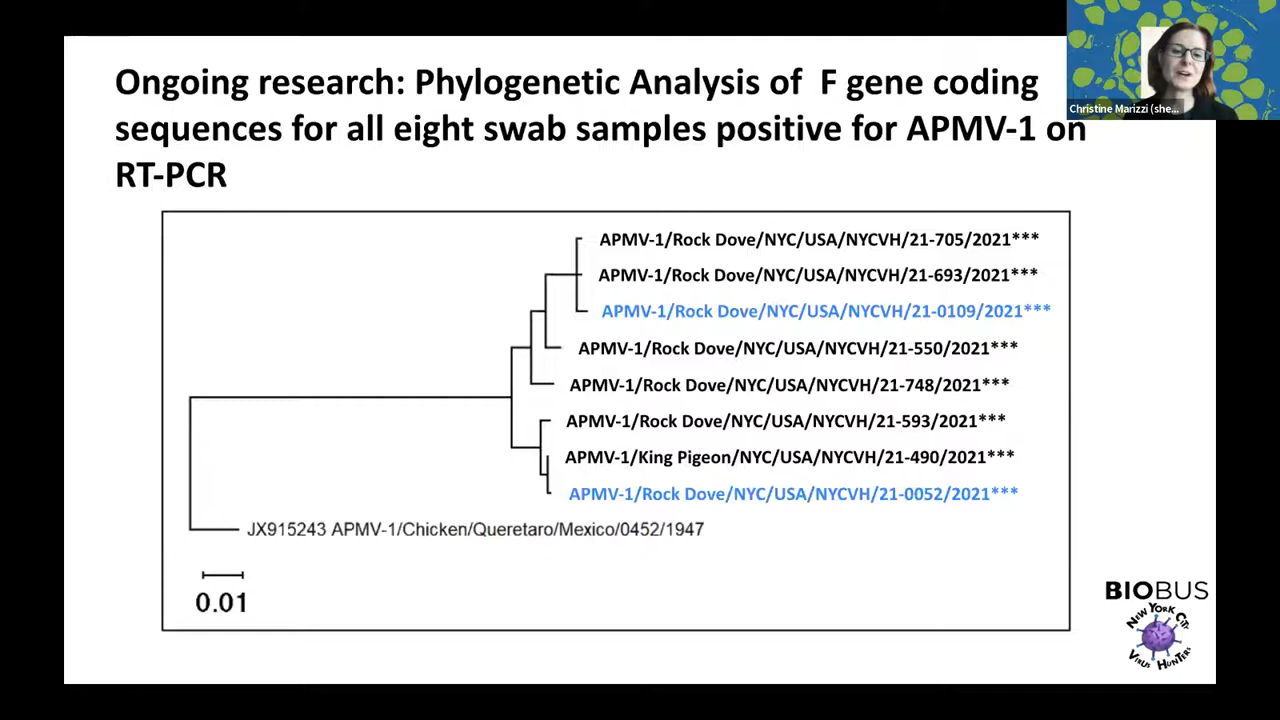 Ongoing research: Phylogenetic Analysis of F gene coding
sequences for all eight swab samples positive for APMV-1 on
RT-PCR
Christine Marizzi (she...
APMV-1/Rock Dove/NYC/USA/NYCVH/21-705/2021***
APMV-1/Rock Dove/NYC/USA/NYCVH/21-693/2021***
APMV-1/Rock Dove/NYC/USA/NYCVH/21-0109/2021***
APMV-1/Rock Dove/NYC/USA/NYCVH/21-550/2021***
APMV-1/Rock Dove/NYC/USA/NYCVH/21-748/2021***
APMV-1/Rock Dove/NYC/USA/NYCVH/21-593/2021***
APMV-1/King Pigeon/NYC/USA/NYCVH/21-490/2021***
APMV-1/Rock Dove/NYC/USA/NYCVH/21-0052/2021***
JX915243 APMV-1/Chicken/Queretaro/Mexico/0452/1947
0.01
BIOBUS
NEW YORK CITY
VIRUS HUNTERS